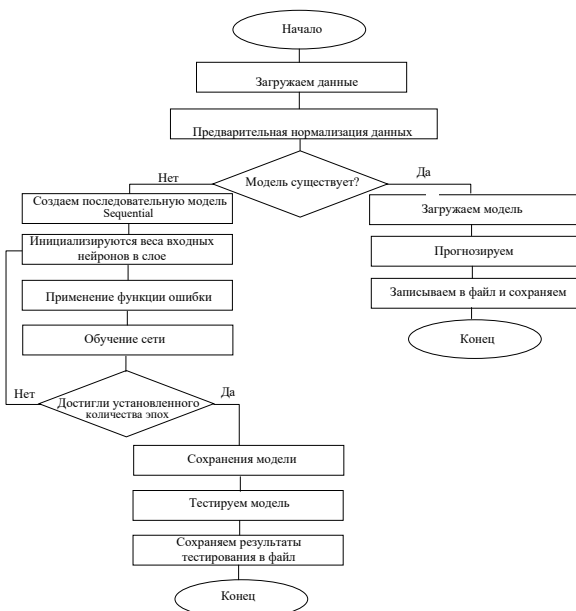 Начало
Загружаем данные
Предварительная нормализация данных
Модель существует?
Нет
Да
Создаем последовательную модель
Sequential
Инициализируются веса входных
нейронов в слое
Применение функции ошибки
Обучение сети
Загружаем модель
Прогнозируем
Записываем в файл и сохраняем
Конец
Нет
Достигли установленного
количества эпох
Да
Сохранения модели
Тестируем модель
Сохраняем результаты
тестирования в файл
Конец